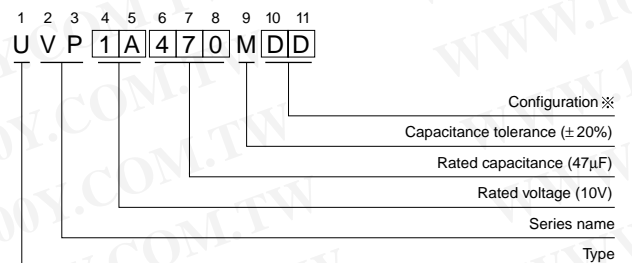 1 2 3 4 5 6 7 8 9 10 11
U V P 1 A 4 7 0 M D D
Configuration ※
Capacitance tolerance (±20%)
Rated capacitance (47μF)
Rated voltage (10V)
Series name
Type